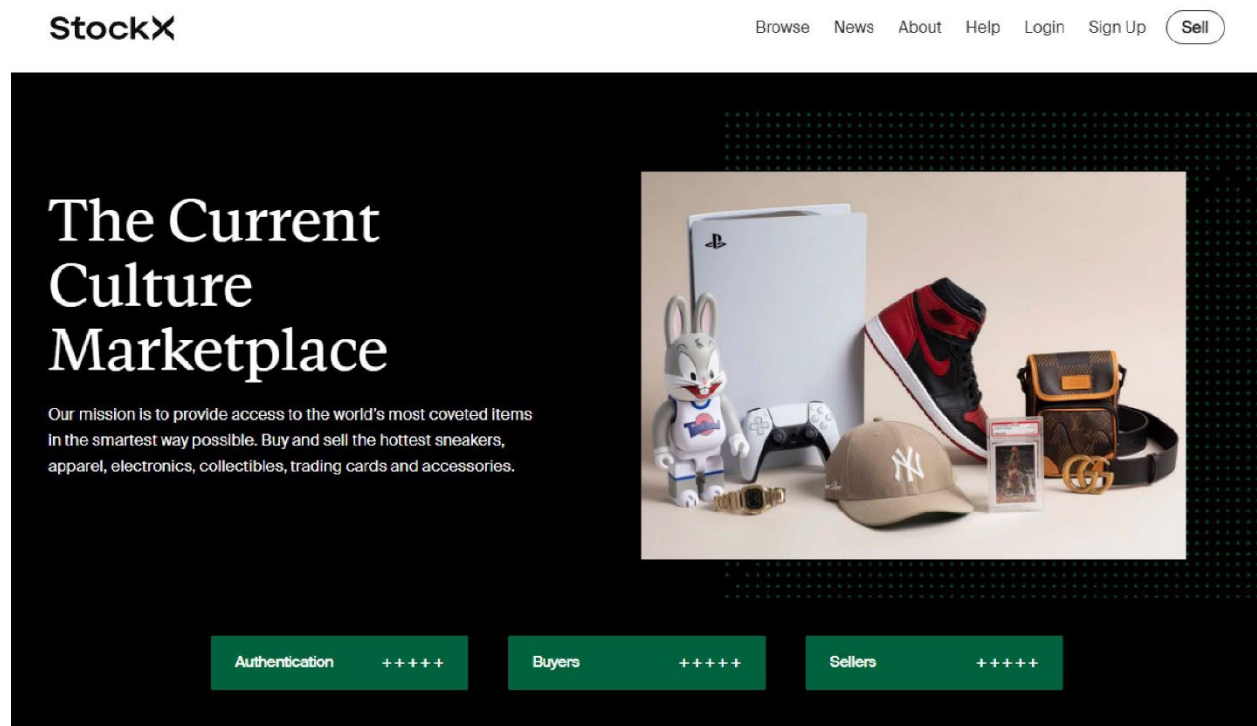 StockX
Browse News About Help Login Sign Up Sell
The Current
Culture
Marketplace
Our mission is to provide access to the world's most coveted items
in the smartest way possible. Buy and sell the hottest sneakers,
apparel, electronics, collectibles, trading cards and accessories.
NY
Authentication +++++
Buyers +++++
Sellers +++++